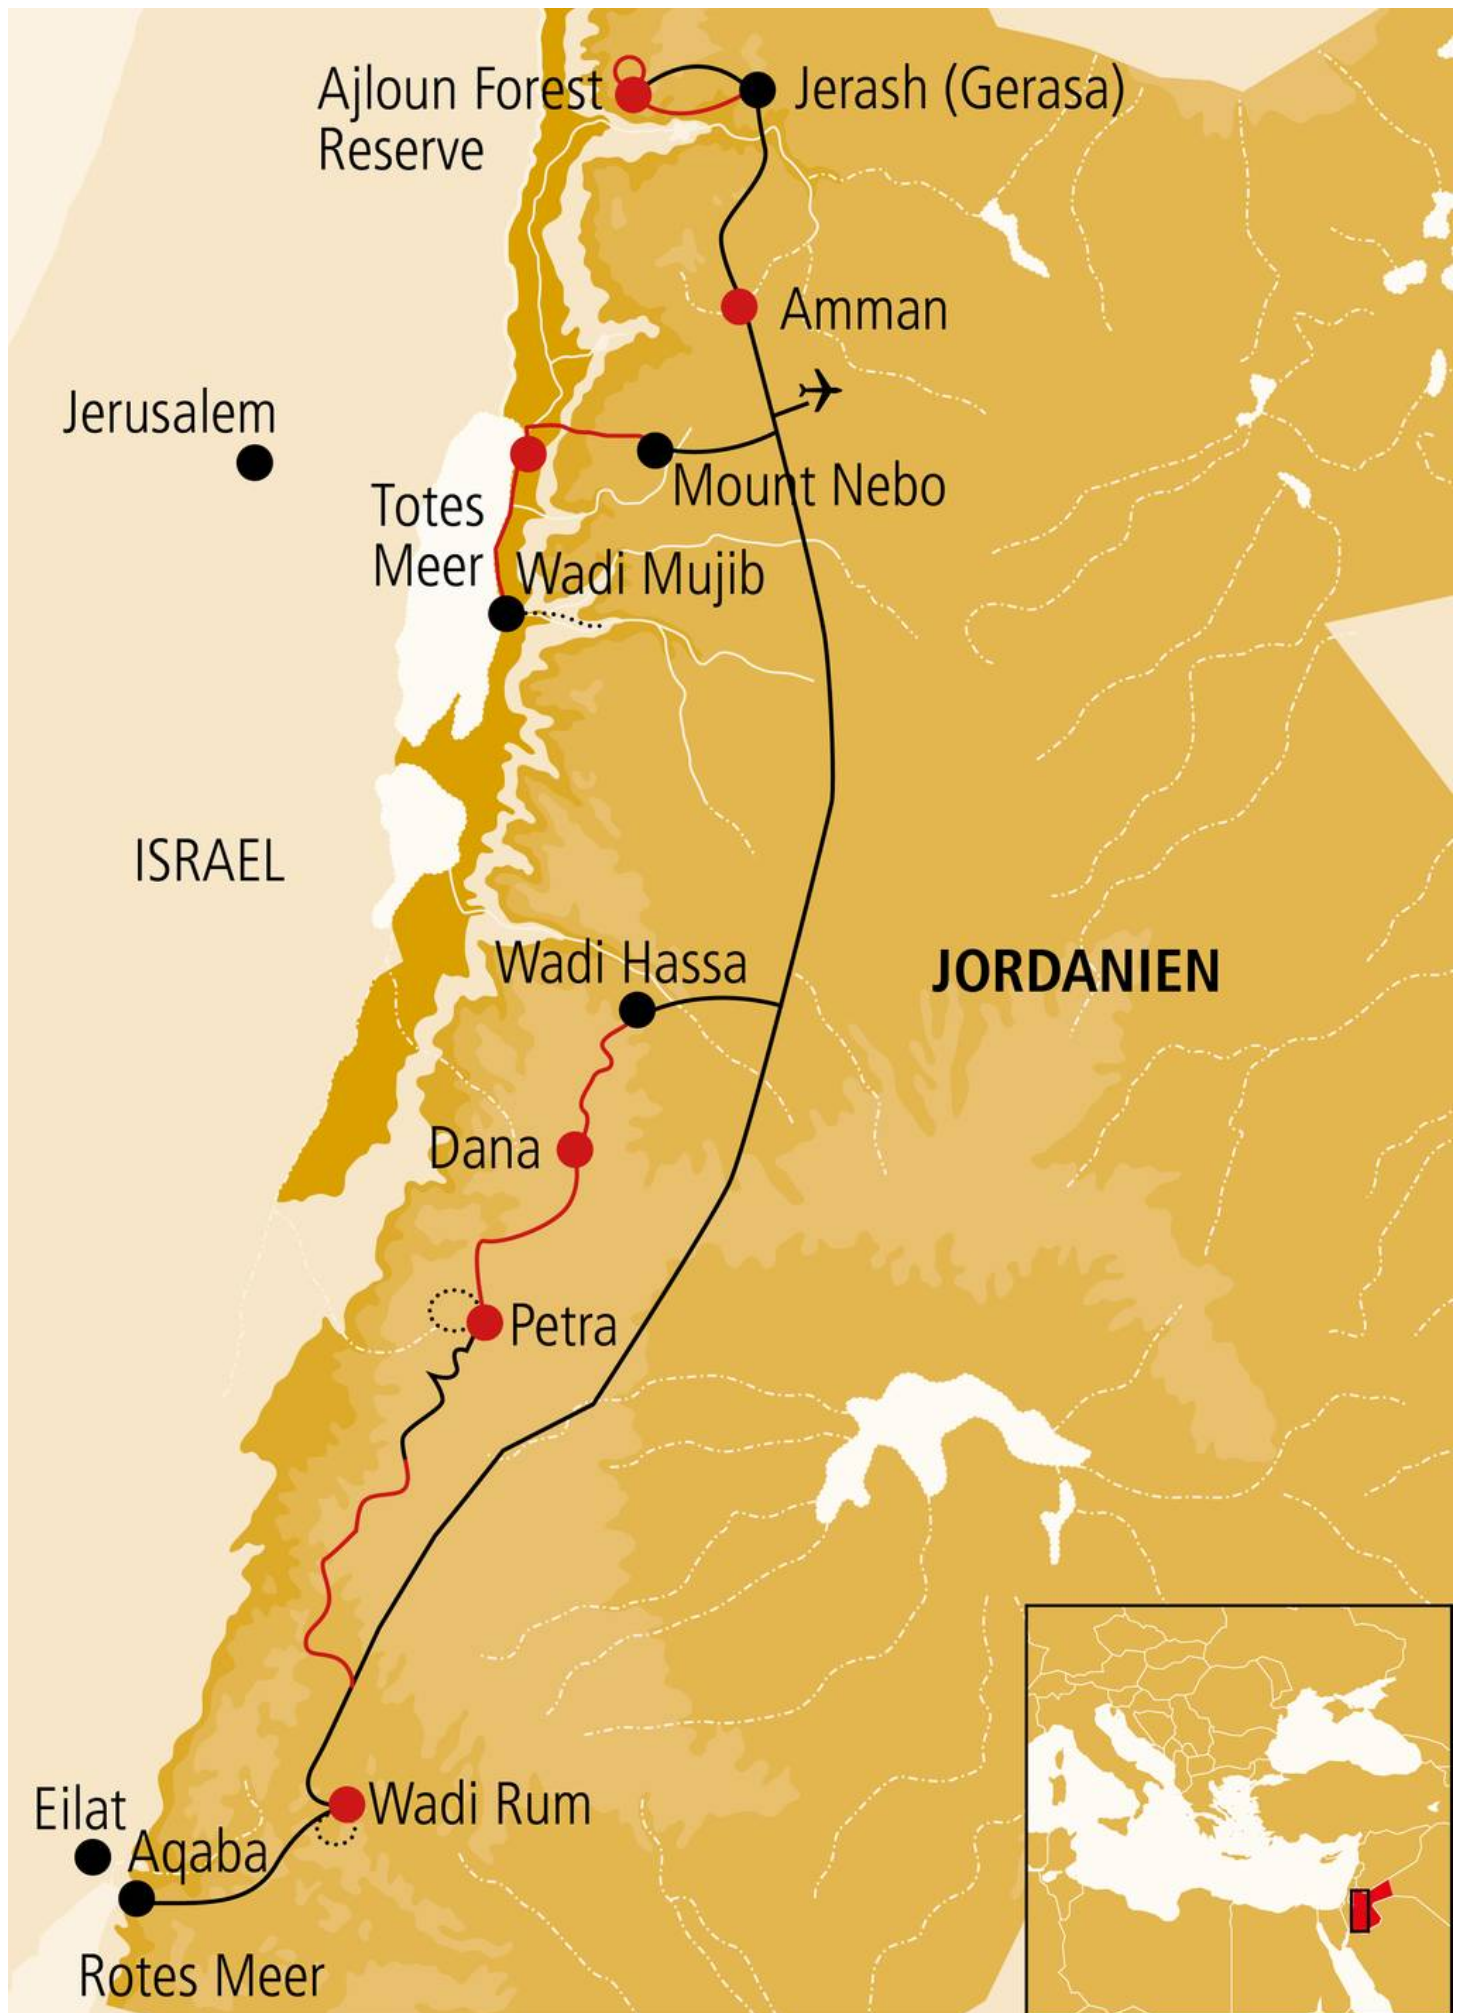 Ajloun Forest
Reserve
Jerash (Gerasa)
Amman
Jerusalem
Mount Nebo
Totes
Meer
Wadi Mujib
ISRAEL
Wadi Hassa
JORDANIEN
Dana
Petra
Wadi Rum
Eilat
Aqaba
Rotes Meer